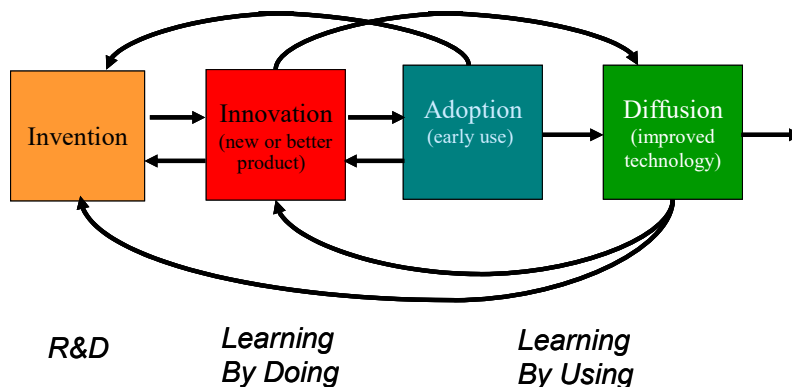 Invention
Innovation
(new or better
product)
Adoption
(early use)
Diffusion
(improved
technology)
R&D
Learning
By Doing
Learning
By Using